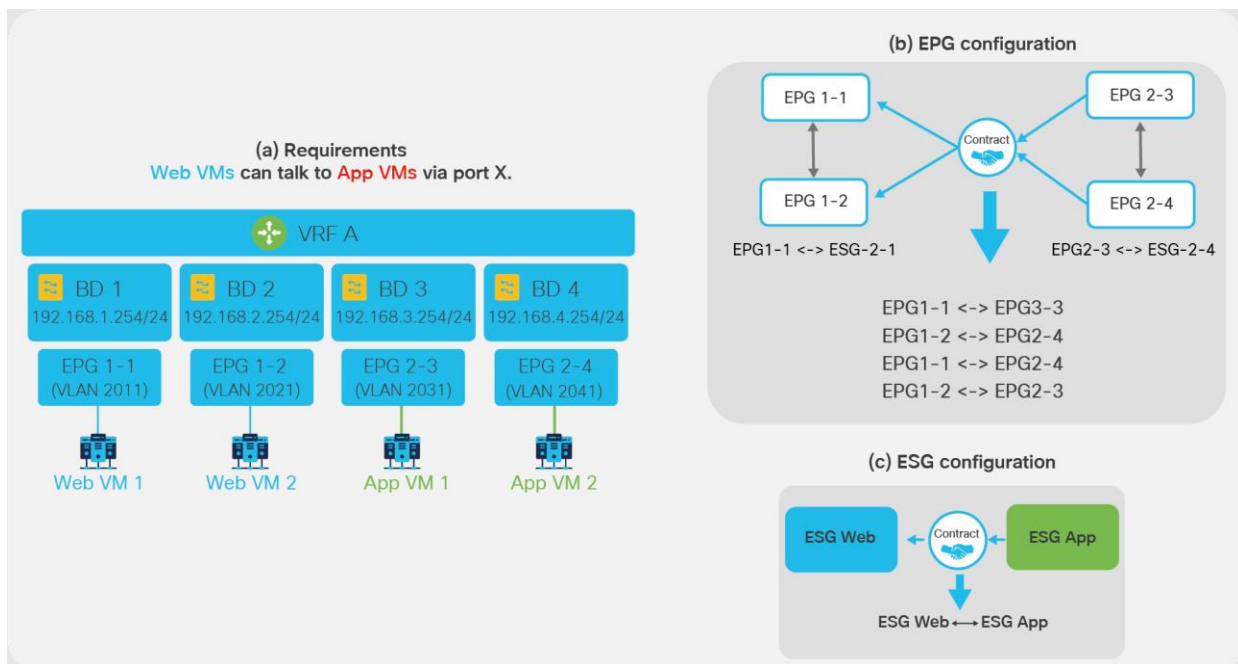 (a) Requirements
Web VMs can talk to App VMs via port X.
VRF A
BD 1
192.168.1.254/24
BD 2
192.168.2.254/24
BD 3
192.168.3.254/24
BD 4
192.168.4.254/24
EPG 1-1
(VLAN 2011)
EPG 1-2
(VLAN 2021)
EPG 2-3
(VLAN 2031)
EPG 2-4
(VLAN 2041)
Web VM 1
Web VM 2
App VM 1
App VM 2
(b) EPG configuration
EPG 1-1
EPG 2-3
Contract
EPG 1-2
EPG 2-4
EPG1-1 <-> ESG-2-1
EPG2-3 <-> ESG-2-4
EPG1-1 <-> EPG3-3
EPG1-2 <-> EPG2-4
EPG1-1 <-> EPG2-4
EPG1-2 <-> EPG2-3
(c) ESG configuration
ESG Web
Contract
ESG App
ESG Web ⟷ ESG App